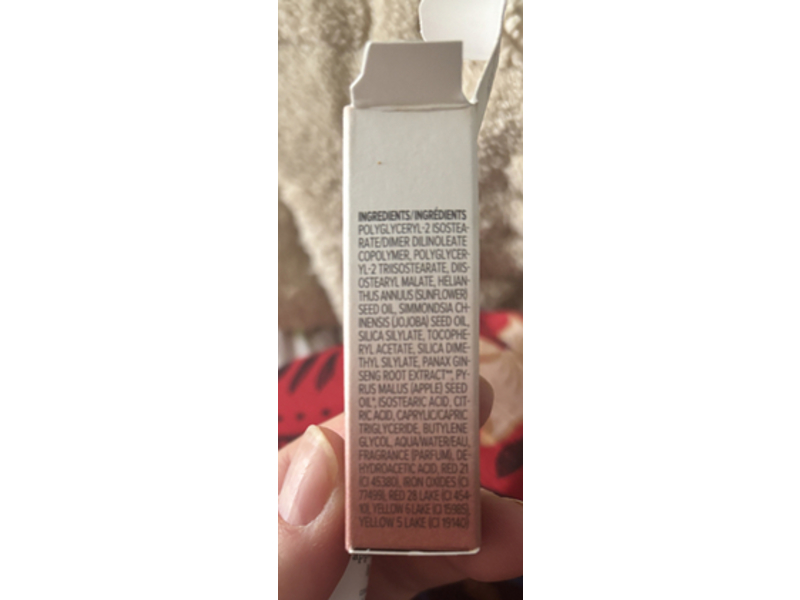 INGREDIENTS/INGRÉDIENTS
POLYGLYCERYL-2 ISOSTEA-
RATE/DIMER DILINOLEATE
COPOLYMER, POLYGLYCER-
YL-2 TRIISOSTEARATE, DIIS-
OSTEARYL MALATE, HELIAN-
THUS ANNUUS (SUNFLOWER)
SEED OIL, SIMMONDSIA CH-
INENSIS (JOJOBA) SEED OIL,
SILICA SILYLATE, TOCOPHE-
RYL ACETATE, SILICA DIME-
THYL SILYLATE, PANAX GIN-
SENG ROOT EXTRACT**, PY-
RUS MALUS (APPLE) SEED
OIL*, ISOSTEARIC ACID, CIT-
RIC ACID, CAPRYLIC/CAPRIC
TRIGLYCERIDE, BUTYLENE
GLYCOL, AQUA/WATER/EAU,
FRAGRANCE (PARFUM), DE-
HYDROACETIC ACID, RED 21
(CI 45380), IRON OXIDES (CI
77499), RED 28 LAKE (CI 454-
10), YELLOW 6 LAKE (CI 15985),
YELLOW 5 LAKE (CI 19140)